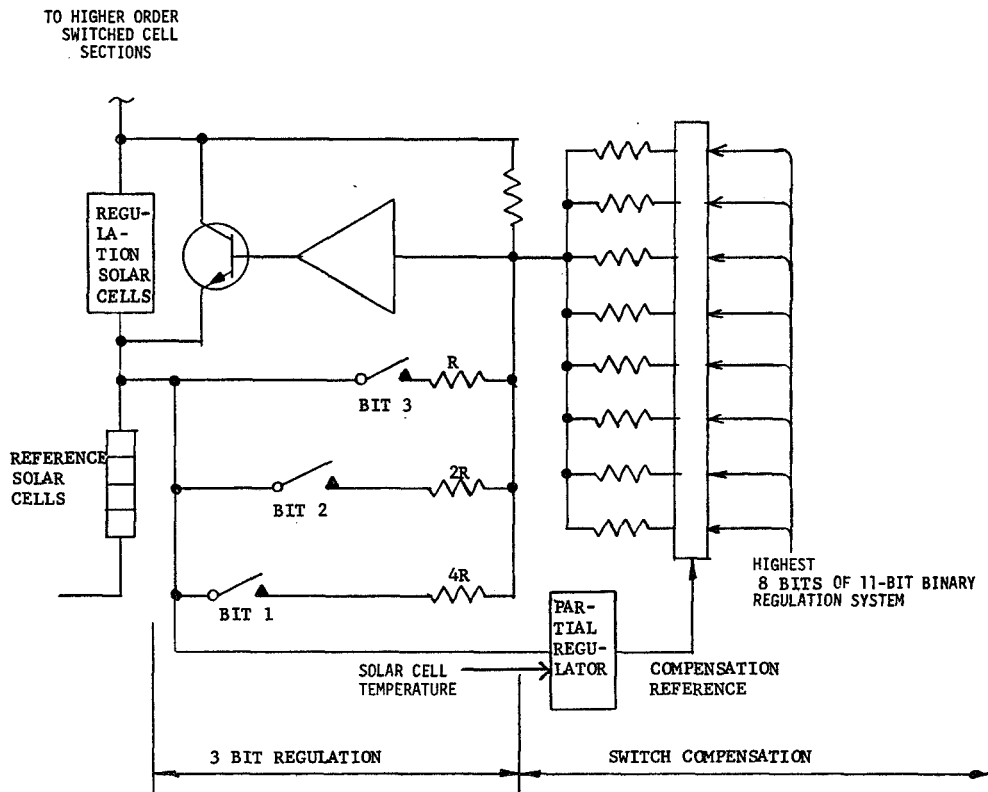 TO HIGHER ORDER
SWITCHED CELL
SECTIONS
REGU-
LA-
TION
SOLAR
CELLS
R
BIT 3
REFERENCE
SOLAR
CELLS
2R
BIT 2
4R
BIT 1
HIGHEST
8 BITS OF 11-BIT BINARY
REGULATION SYSTEM
PAR-
TIAL
REGU-
LATOR
SOLAR CELL
TEMPERATURE
COMPENSATION
REFERENCE
3 BIT REGULATION
SWITCH COMPENSATION